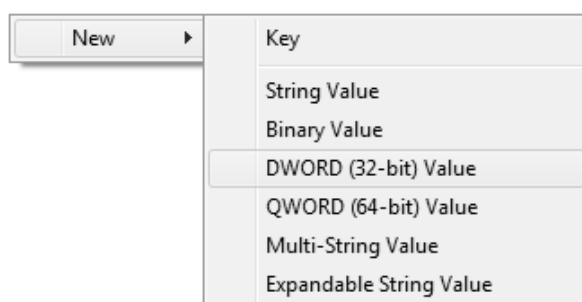 New
Key
String Value
Binary Value
DWORD (32-bit) Value
QWORD (64-bit) Value
Multi-String Value
Expandable String Value